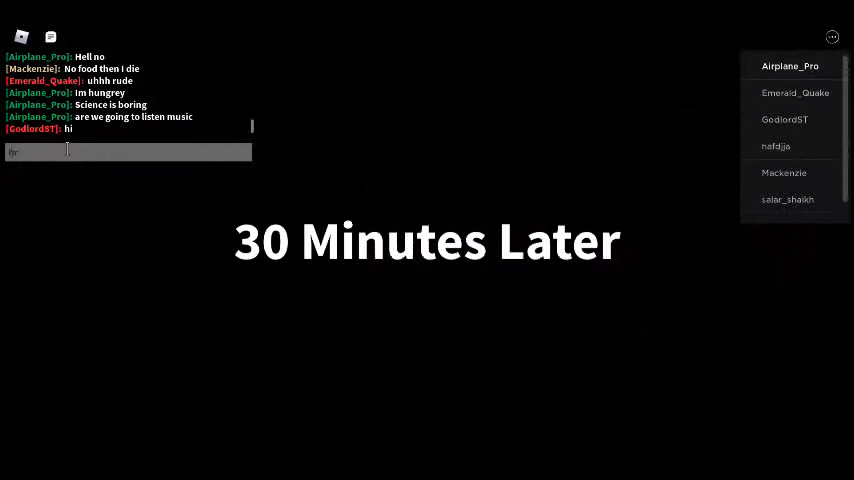 [Airplane_Pro]: Hell no
[Mackenzie]: No food then I die
[Emerald_Quake]: uhhh rude
[Airplane_Pro]: Im hungrey
[Airplane_Pro]: Science is boring
[Airplane_Pro]: are we going to listen music
[GodlordST]: hi
Airplane_Pro
Emerald_Quake
GodlordST
hafdjja
Mackenzie
salar_shaikh
30 Minutes Later